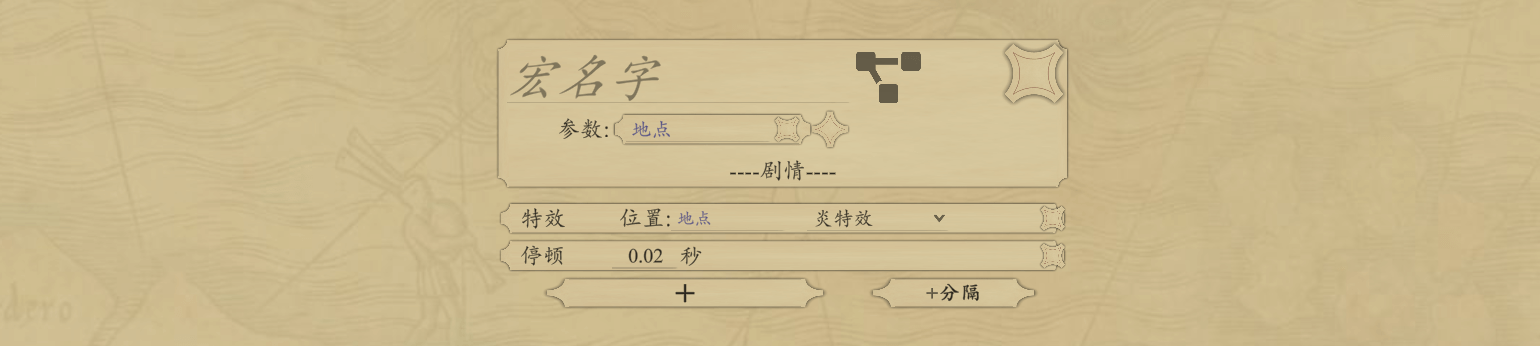 宏名字
参数: 地点
----剧情----
特效 位置: 地点 炎特效
停顿 0.02 秒
+ +分隔